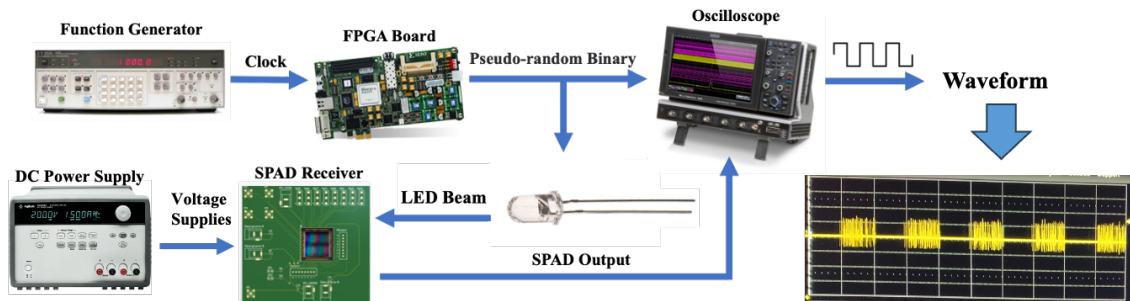 Function Generator
FPGA Board
Oscilloscope
Clock
Pseudo-random Binary
Waveform
DC Power Supply
Voltage
Supplies
SPAD Receiver
LED Beam
SPAD Output